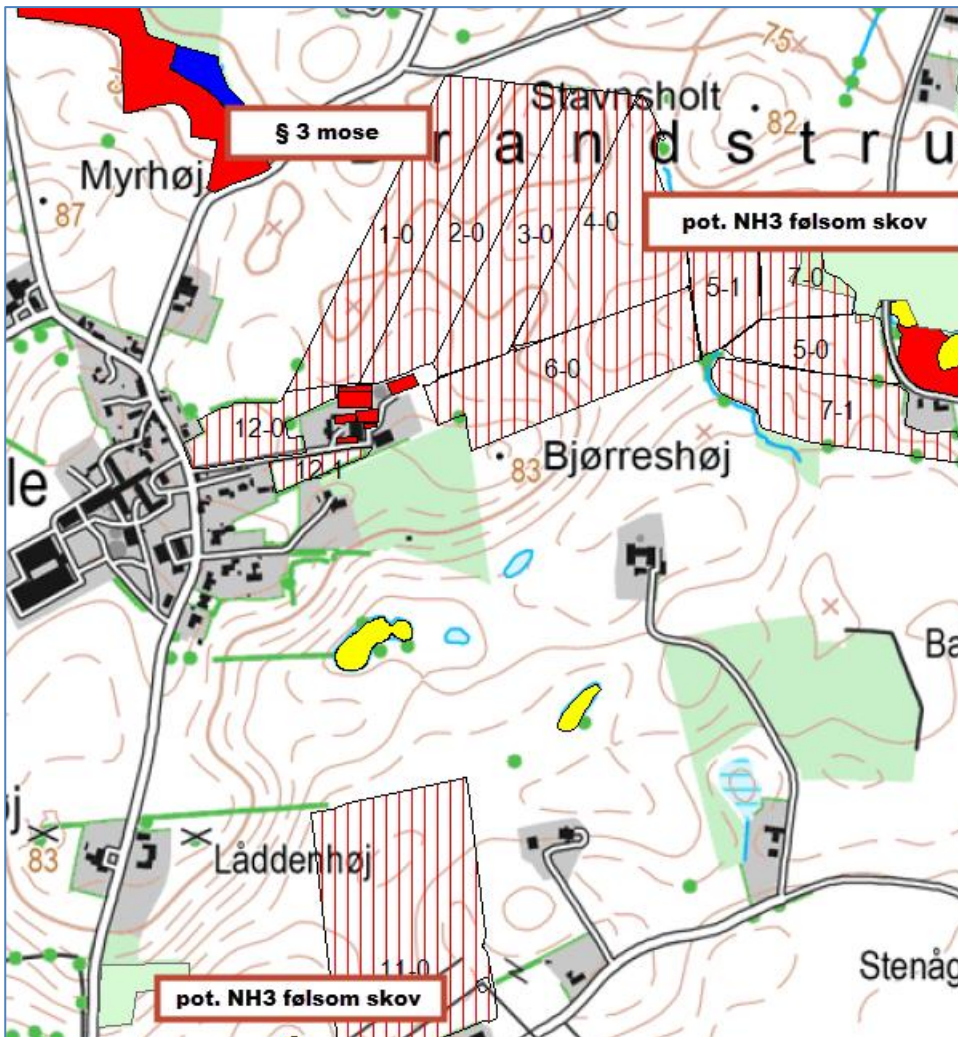 75
Stavnsholt
82
§ 3 mose
r a n d s t r u
Myrhøj
87
pot. NH3 følsom skov
1-0
2-0
3-0
4-0
5-1
7-0
5-0
6-0
7-1
12-0
12-1
83
Bjørreshøj
le
Ba
øj
83
Låddenhøj
11-0
Stenåg
pot. NH3 følsom skov